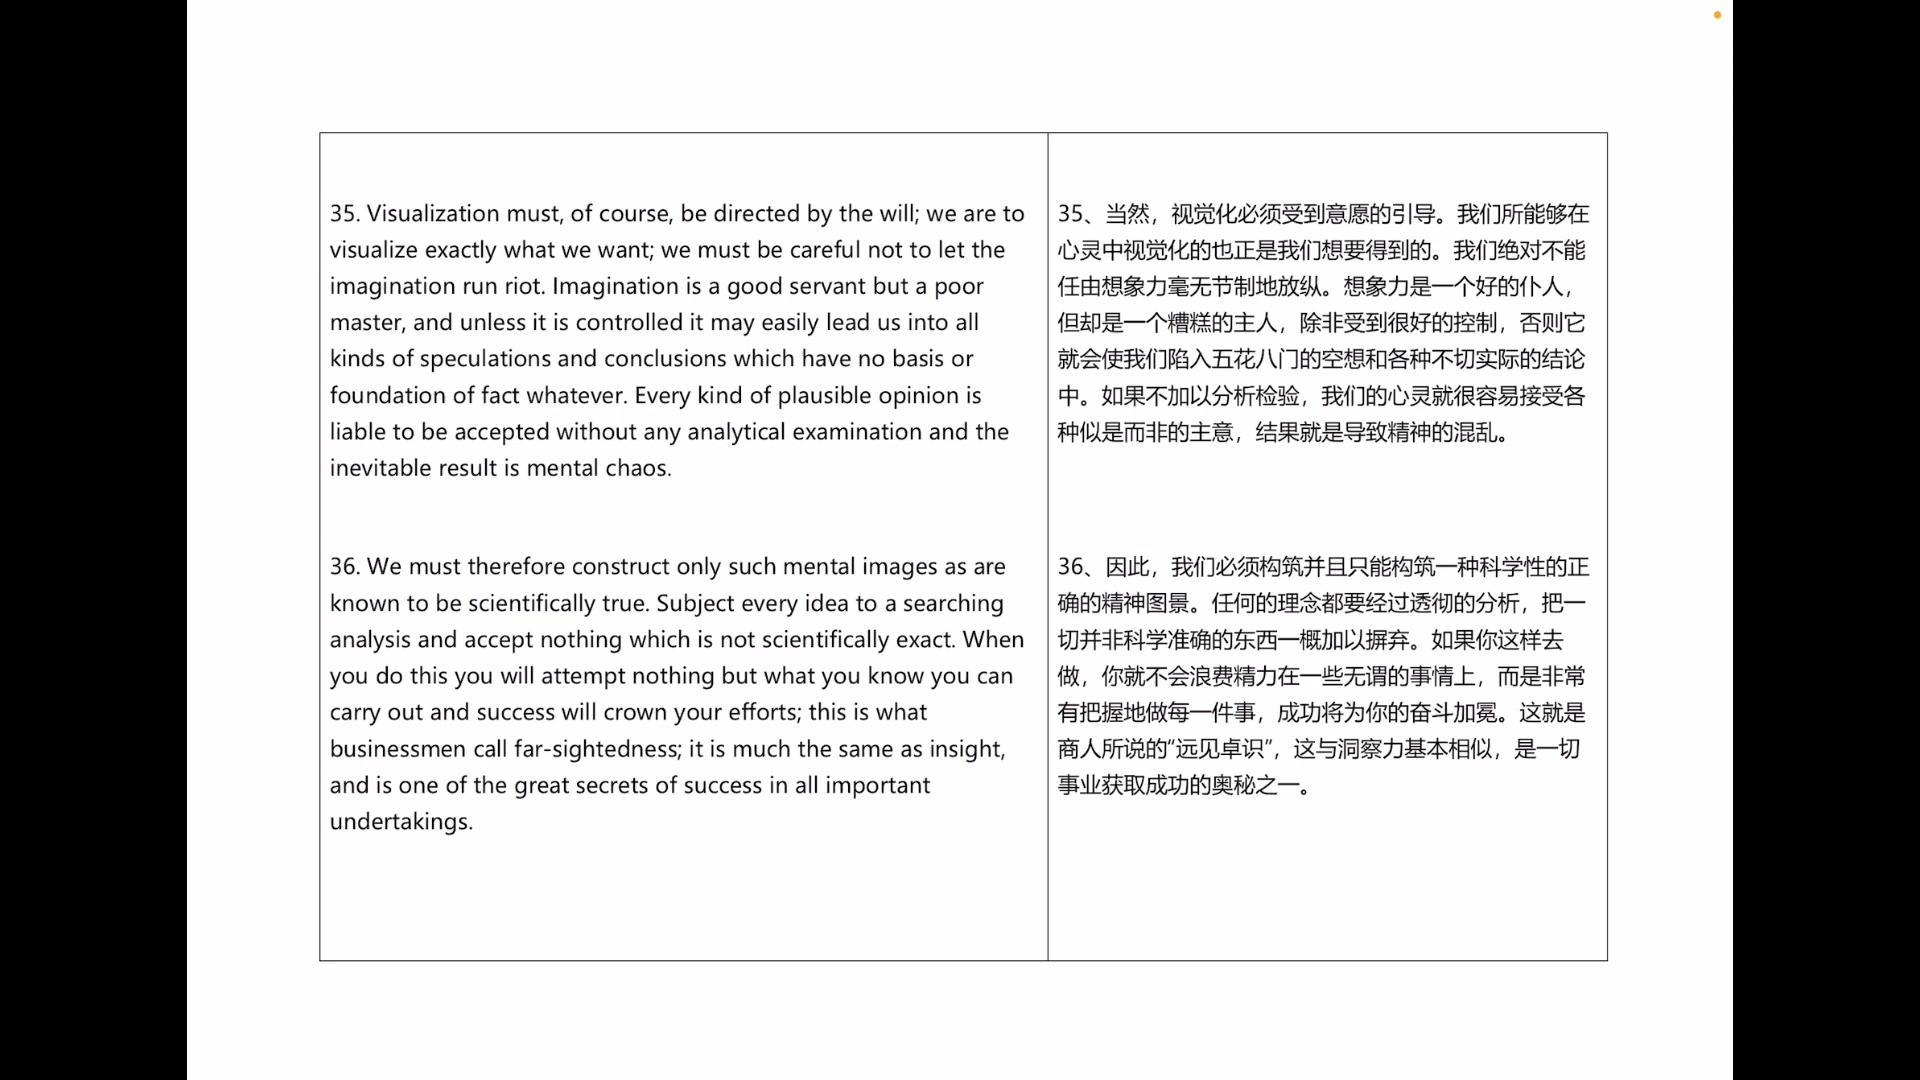 35. Visualization must, of course, be directed by the will; we are to
visualize exactly what we want; we must be careful not to let the
imagination run riot. Imagination is a good servant but a poor
master, and unless it is controlled it may easily lead us into all
kinds of speculations and conclusions which have no basis or
foundation of fact whatever. Every kind of plausible opinion is
liable to be accepted without any analytical examination and the
inevitable result is mental chaos.
36. We must therefore construct only such mental images as are
known to be scientifically true. Subject every idea to a searching
analysis and accept nothing which is not scientifically exact. When
you do this you will attempt nothing but what you know you can
carry out and success will crown your efforts; this is what
businessmen call far-sightedness; it is much the same as insight,
and is one of the great secrets of success in all important
undertakings.
35、当然，视觉化必须受到意愿的引导。我们所能够在
心灵中视觉化的也正是我们想要得到的。我们绝对不能
任由想象力毫无节制地放纵。想象力是一个好的仆人，
但却是一个糟糕的主人，除非受到很好的控制，否则它
就会使我们陷入五花八门的空想和各种不切实际的结论
中。如果不加以分析检验，我们的心灵就很容易接受各
种似是而非的主意，结果就是导致精神的混乱。
36、因此，我们必须构筑并且只能构筑一种科学性的正
确的精神图景。任何的理念都要经过透彻的分析，把一
切并非科学准确的东西一概加以摒弃。如果你这样去
做，你就不会浪费精力在一些无谓的事情上，而是非常
有把握地做每一件事，成功将为你的奋斗加冕。这就是
商人所说的“远见卓识”，这与洞察力基本相似，是一切
事业获取成功的奥秘之一。